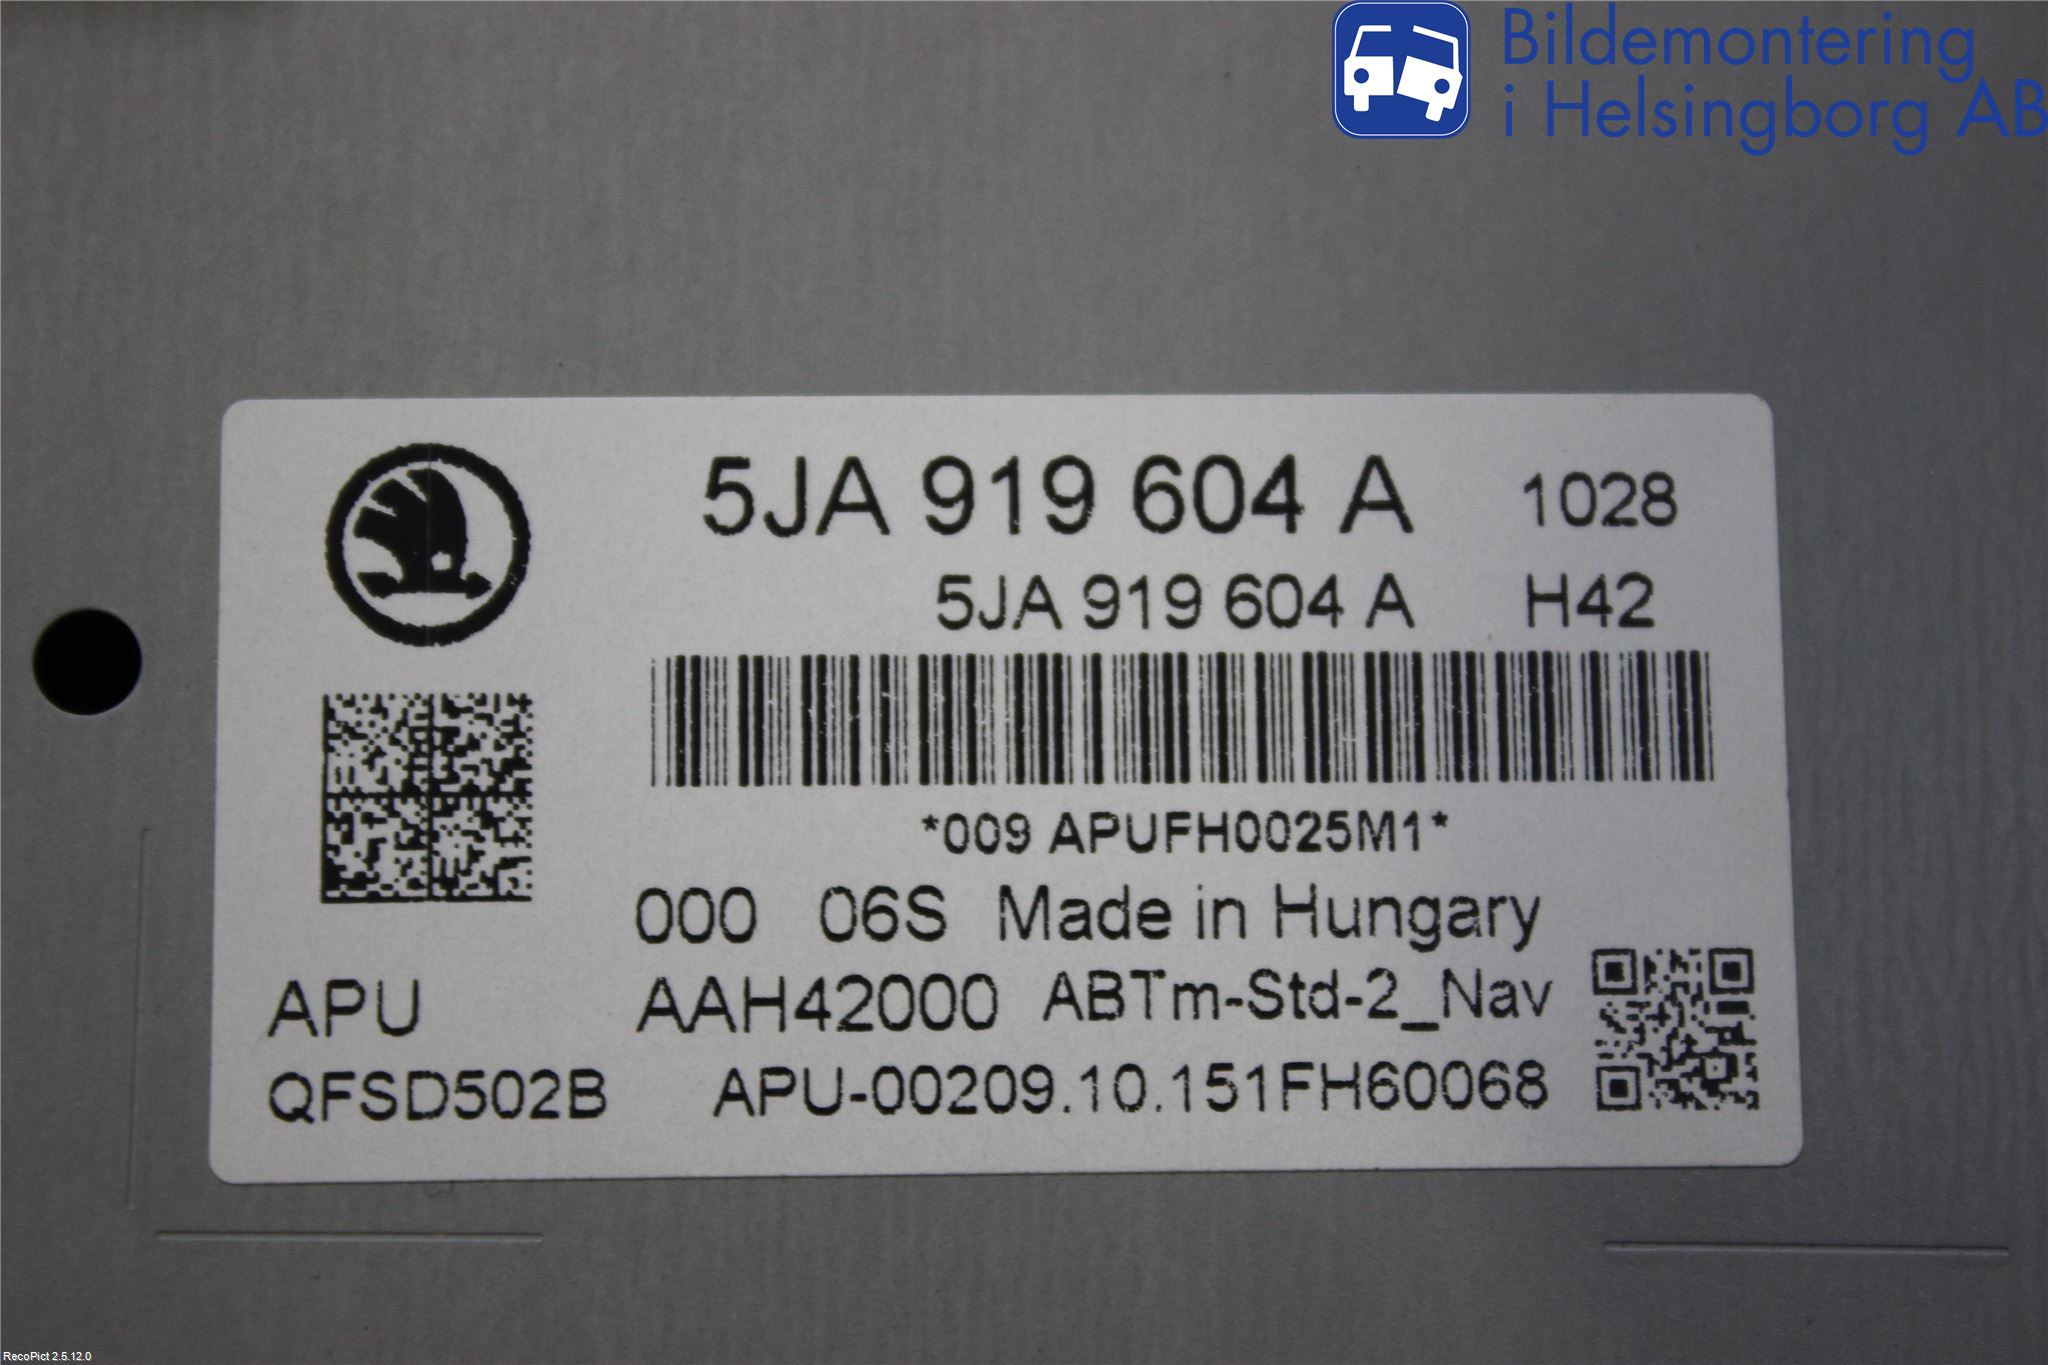 Bildemontering
i Helsingborg AB
5JA 919 604 A 1028
5JA 919 604 A H42
*009 APUFH0025M1*
000 06S Made in Hungary
APU AAH42000 ABTm-Std-2_Nav
QFSD502B APU-00209.10.151FH60068
RecoPict 2.5.12.0